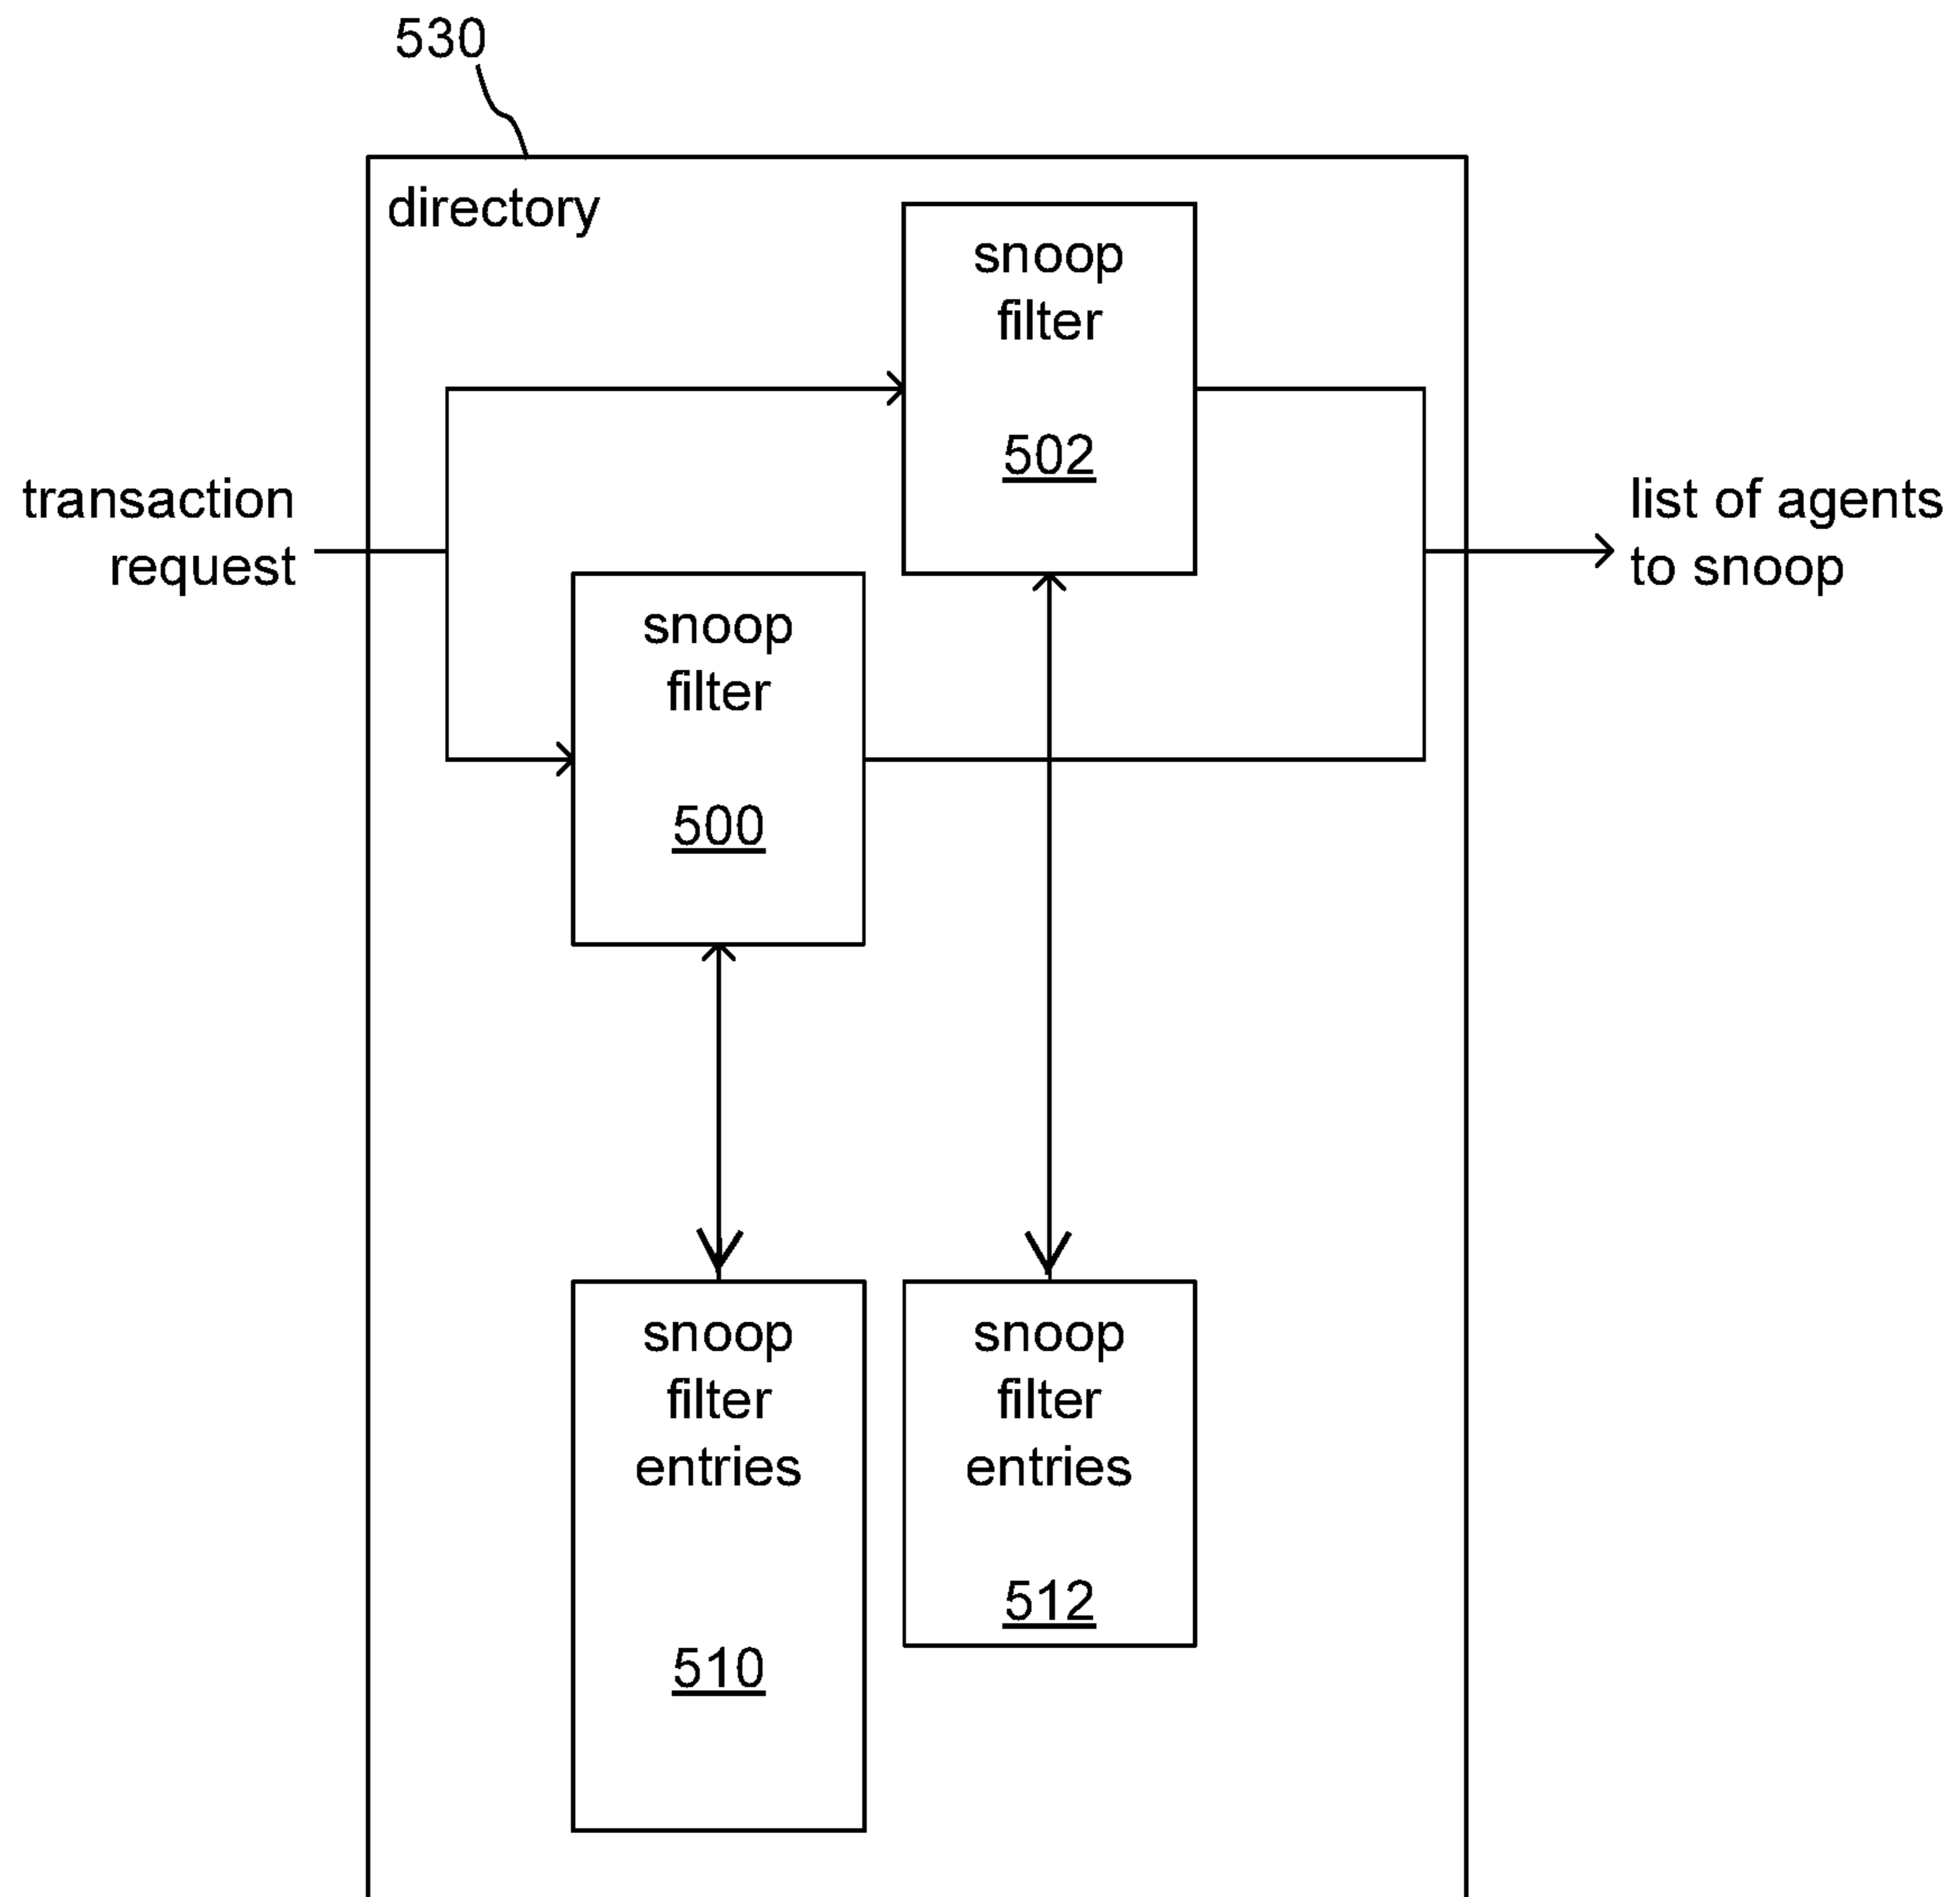 530
directory
snoop
filter
502
transaction
request
list of agents
to snoop
snoop
filter
500
snoop
filter
entries
510
snoop
filter
entries
512